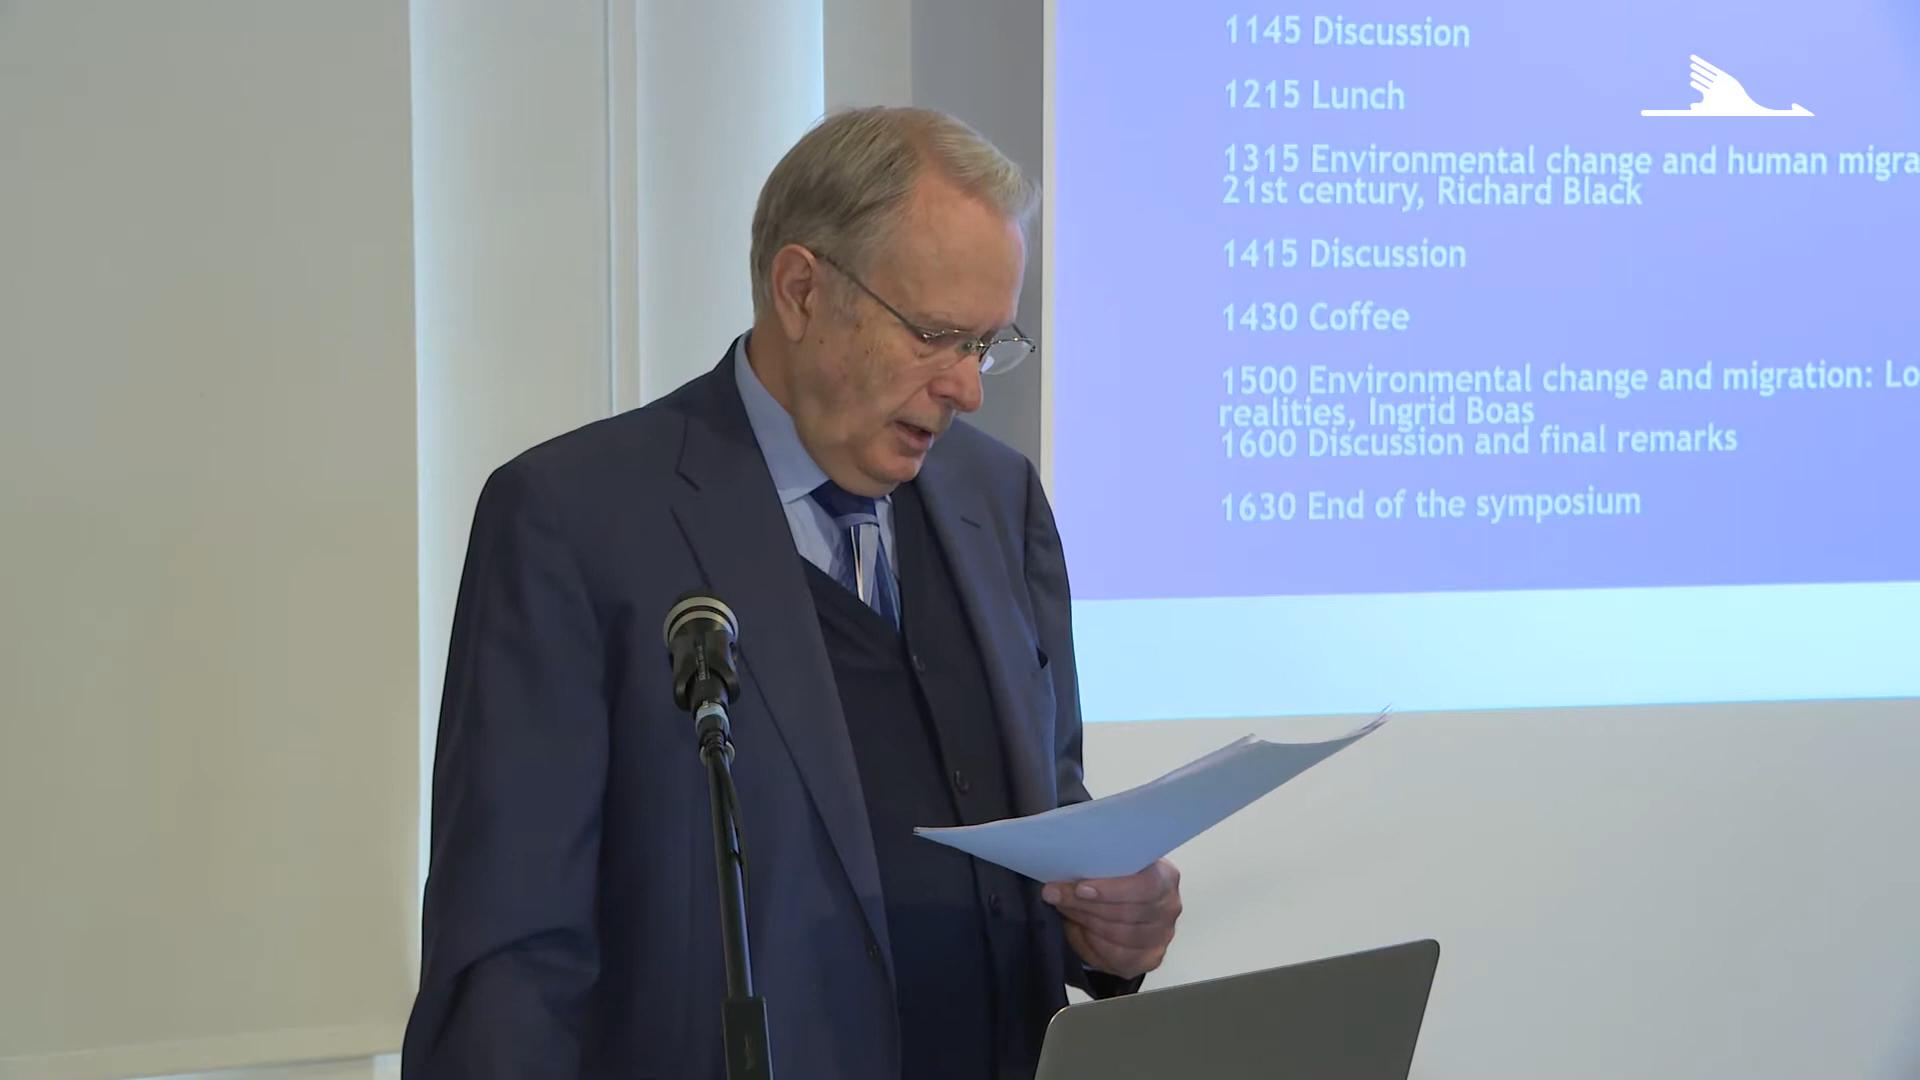 1145 Discussion
1215 Lunch
1315 Environmental change and human migra
21st century, Richard Black
1415 Discussion
1430 Coffee
1500 Environmental change and migration: Lo
realities, Ingrid Boas
1600 Discussion and final remarks
1630 End of the symposium